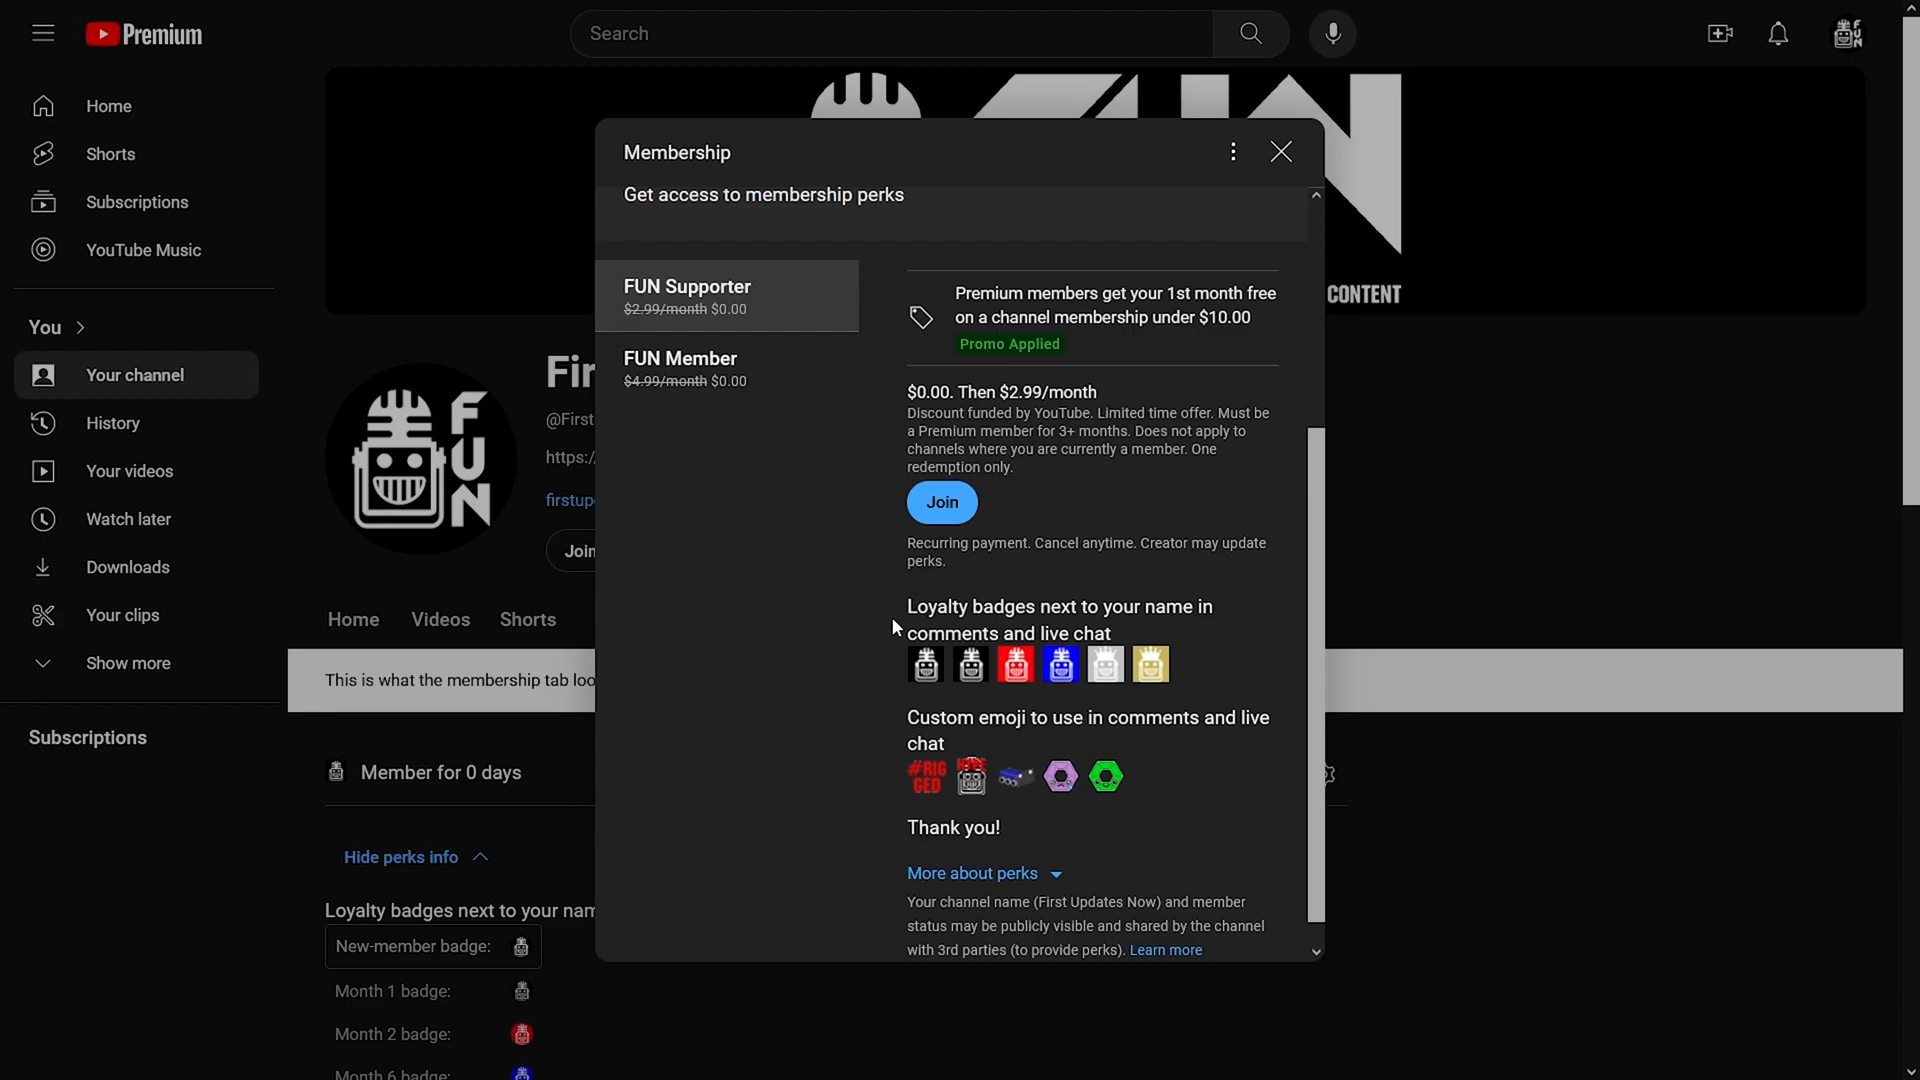 Premium
Search
Home
Shorts
Subscriptions
YouTube Music
You
Your channel
History
Your videos
Watch later
Downloads
Your clips
Show more
Subscriptions
CONTENT
Fir
@First
https:/
firstup
Join
Home Videos Shorts
This is what the membership tab loo
Member for 0 days
Hide perks info
Loyalty badges next to your nam
New-member badge:
Month 1 badge:
Month 2 badge:
Month 6 badge:
FUN
Membership
Get access to membership perks
FUN Supporter
$2.99/month $0.00
FUN Member
$4.99/month $0.00
Premium members get your 1st month free
on a channel membership under $10.00
Promo Applied
$0.00. Then $2.99/month
Discount funded by YouTube. Limited time offer. Must be
a Premium member for 3+ months. Does not apply to
channels where you are currently a member. One
redemption only.
Join
Recurring payment. Cancel anytime. Creator may update
perks.
Loyalty badges next to your name in
comments and live chat
Custom emoji to use in comments and live
chat
#RIG
GED
HYPE
Thank you!
More about perks
Your channel name (First Updates Now) and member
status may be publicly visible and shared by the channel
with 3rd parties (to provide perks). Learn more